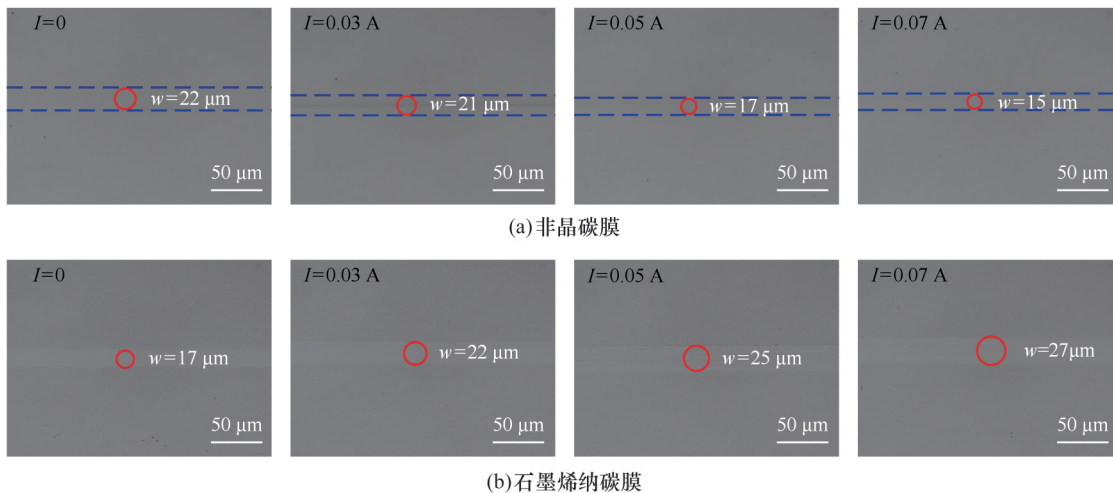 I=0
I=0.03 A
I=0.05 A
I=0.07 A
w=22 μm
w=21 μm
w=17 μm
w=15 μm
50 μm
50 μm
50 μm
50 μm
(a)非晶碳膜
I=0
I=0.03 A
I=0.05 A
I=0.07 A
w=17 μm
w=22 μm
w=25 μm
w=27μm
50 μm
50 μm
50 μm
50 μm
(b)石墨烯纳碳膜